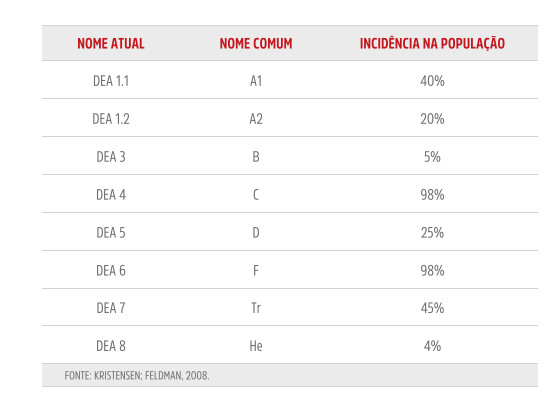 NOME ATUAL NOME COMUM INCIDÊNCIA NA POPULAÇÃO
DEA 1.1 A1 40%
DEA 1.2 A2 20%
DEA 3 B 5%
DEA 4 C 98%
DEA 5 D 25%
DEA 6 F 98%
DEA 7 Tr 45%
DEA 8 He 4%
FONTE: KRISTENSEN; FELDMAN, 2008.